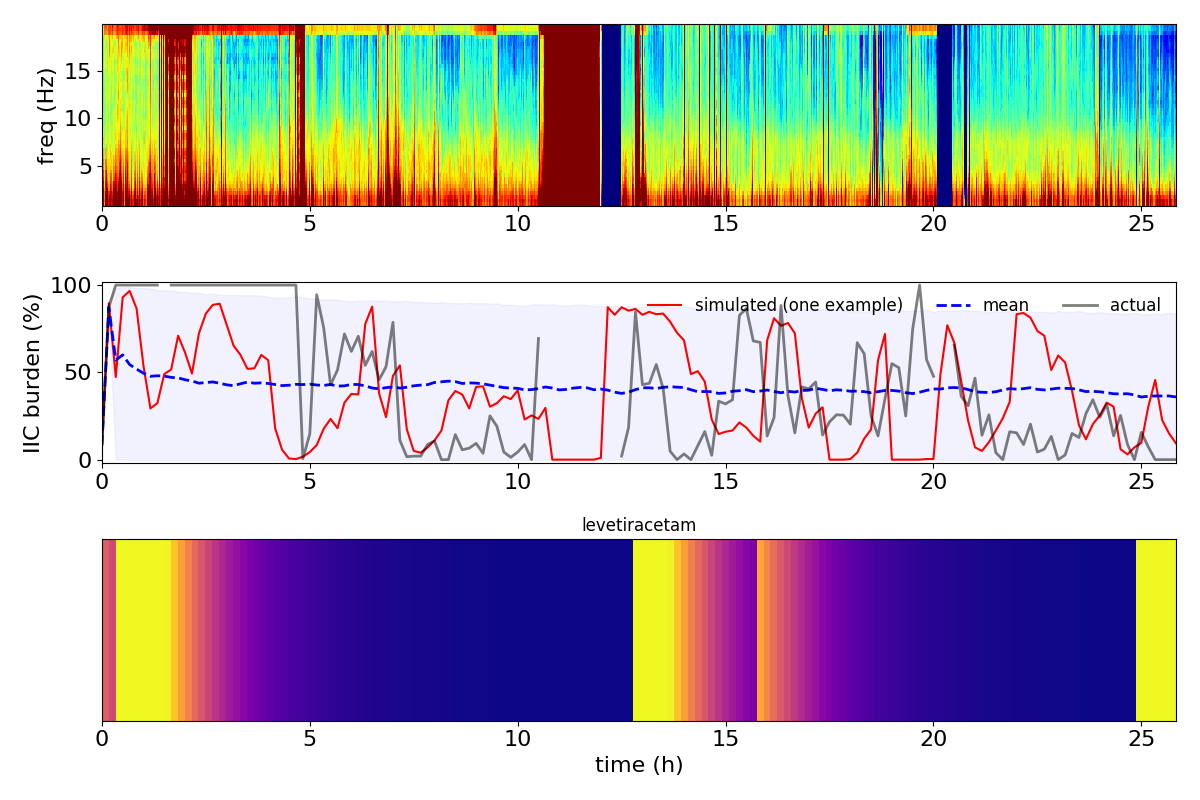 freq (Hz)
15
10
5
0 5 10 15 20 25
IIC burden (%)
100
50
0
simulated (one example) mean actual
0 5 10 15 20 25
levetiracetam
0 5 10 15 20 25
time (h)